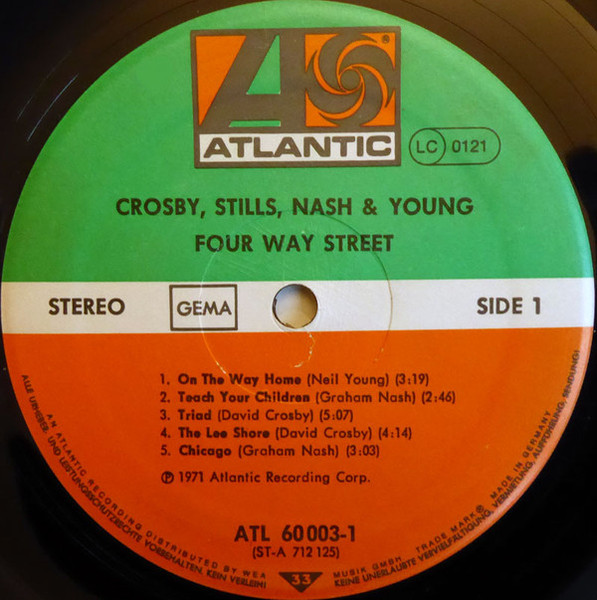 ®
ATLANTIC
LC 0121
CROSBY, STILLS, NASH & YOUNG
FOUR WAY STREET
STEREO
GEMA
SIDE 1
1. On The Way Home (Neil Young) (3:19)
2. Teach Your Children (Graham Nash) (2:46)
3. Triad (David Crosby) (5:07)
4. The Lee Shore (David Crosby) (4:14)
5. Chicago (Graham Nash) (3:03)
℗ 1971 Atlantic Recording Corp.
ATL 60 003-1
(ST-A 712 125)
33
AN ATLANTIC RECORDING DISTRIBUTED BY WEA MUSIK GMBH TRADE MARK ® MADE IN GERMANY
ALLE URHEBER- UND LEISTUNGSSCHUTZRECHTE VORBEHALTEN, KEIN VERLEIH! KEINE UNERLAUBTE VERVIELFÄLTIGUNG, VERMIETUNG, AUFFÜHRUNG, SENDUNG!